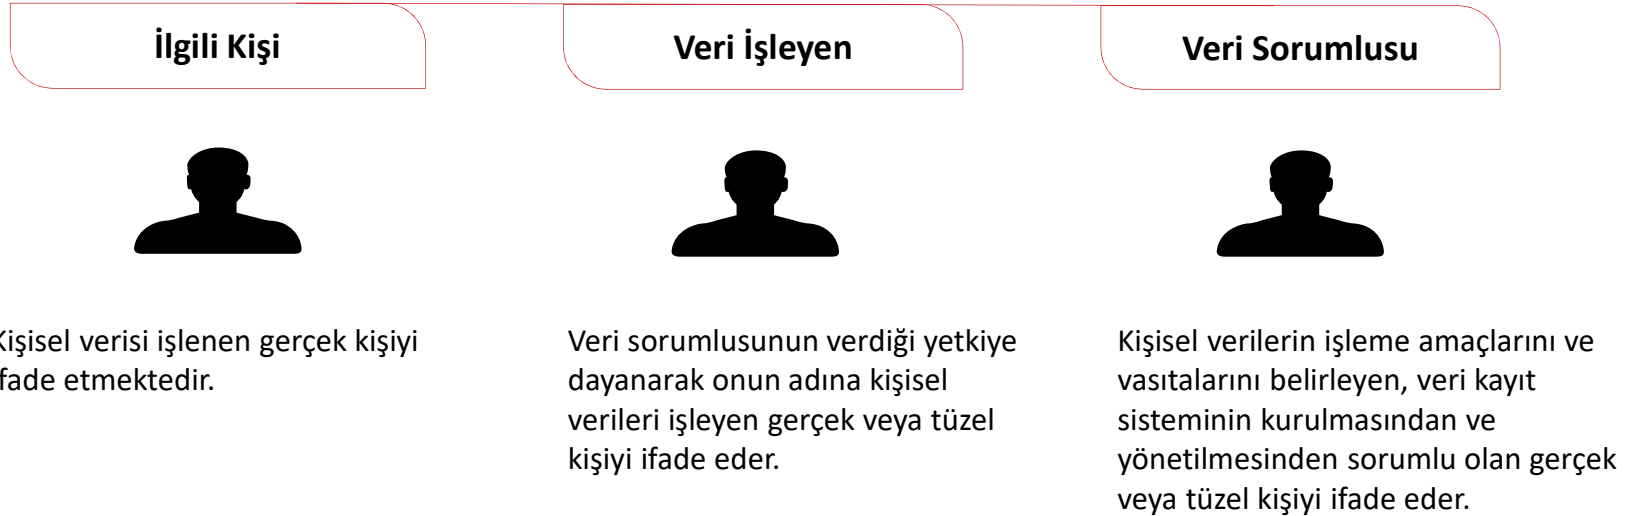 İlgili Kişi
Veri İşleyen
Veri Sorumlusu
Kişisel verisi işlenen gerçek kişiyi
ifade etmektedir.
Veri sorumlusunun verdiği yetkiye
dayanarak onun adına kişisel
verileri işleyen gerçek veya tüzel
kişiyi ifade eder.
Kişisel verilerin işleme amaçlarını ve
vasıtalarını belirleyen, veri kayıt
sisteminin kurulmasından ve
yönetilmesinden sorumlu olan gerçek
veya tüzel kişiyi ifade eder.